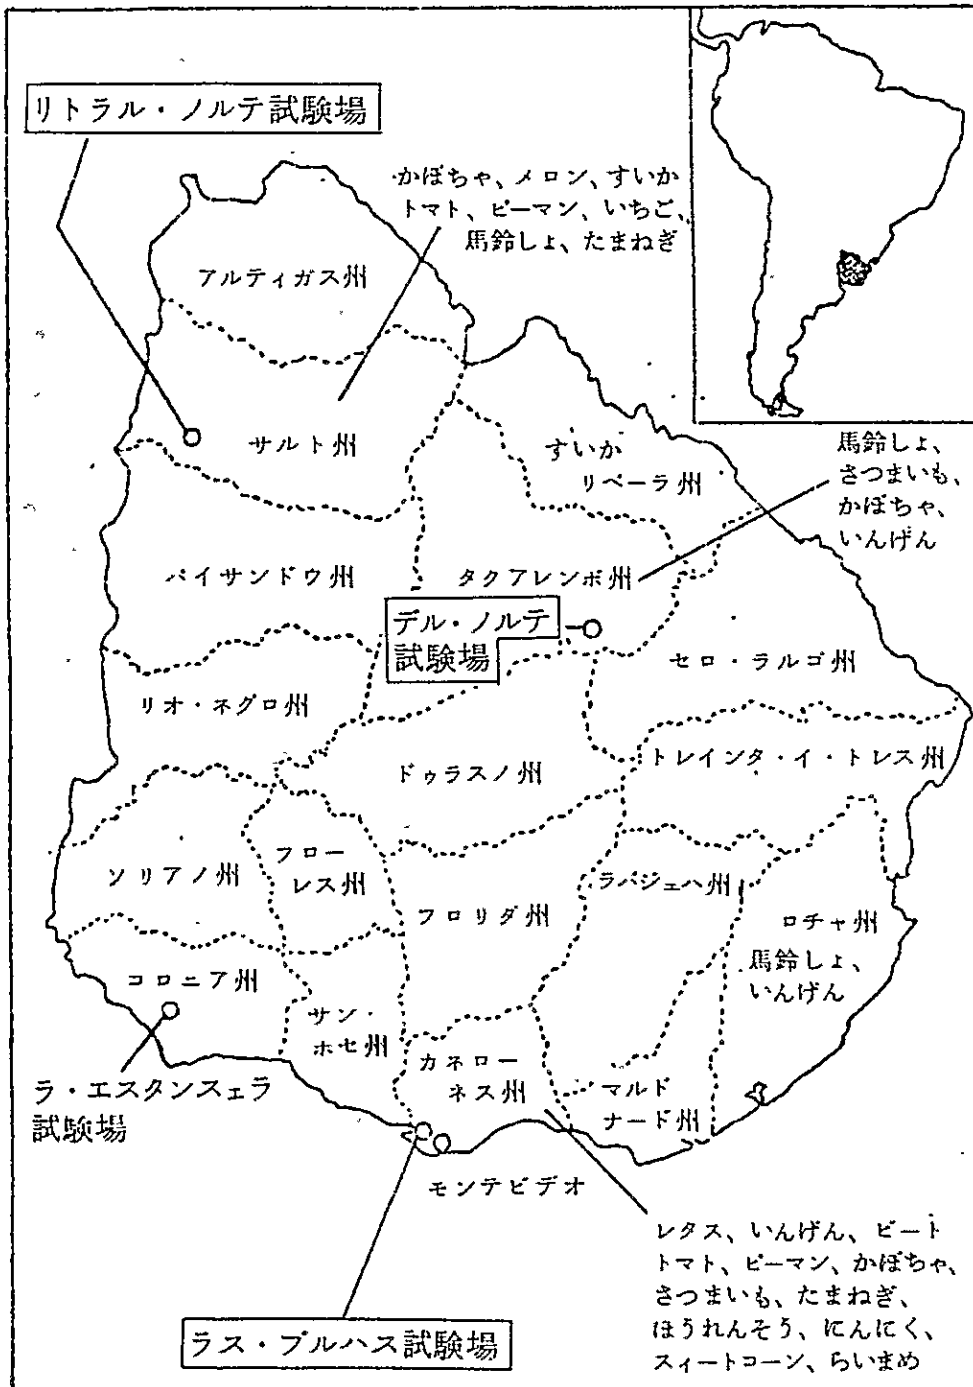 リトラル・ノルテ試験場
かぼちゃ、メロン、すいか
トマト、ピーマン、いちご、
馬鈴しょ、たまねぎ
アルティガス州
サルト州
すいか
リベーラ州
馬鈴しょ、
さつまいも、
かぼちゃ、
いんげん
パイサンドウ州
タクアレンボ州
デル・ノルテ
試験場
セロ・ラルゴ州
リオ・ネグロ州
ドゥラスノ州
トレインタ・イ・トレス州
ソリアノ州
フロー
レス州
フロリダ州
ラバジェハ州
ロチャ州
馬鈴しょ、
いんげん
コロニア州
サン・
ホセ州
カネロー
ネス州
マルド
ナード州
ラ・エスタンスェラ
試験場
モンテビデオ
レタス、いんげん、ビート
トマト、ピーマン、かぼちゃ、
さつまいも、たまねぎ、
ほうれんそう、にんにく、
スィートコーン、らいまめ
ラス・ブルハス試験場